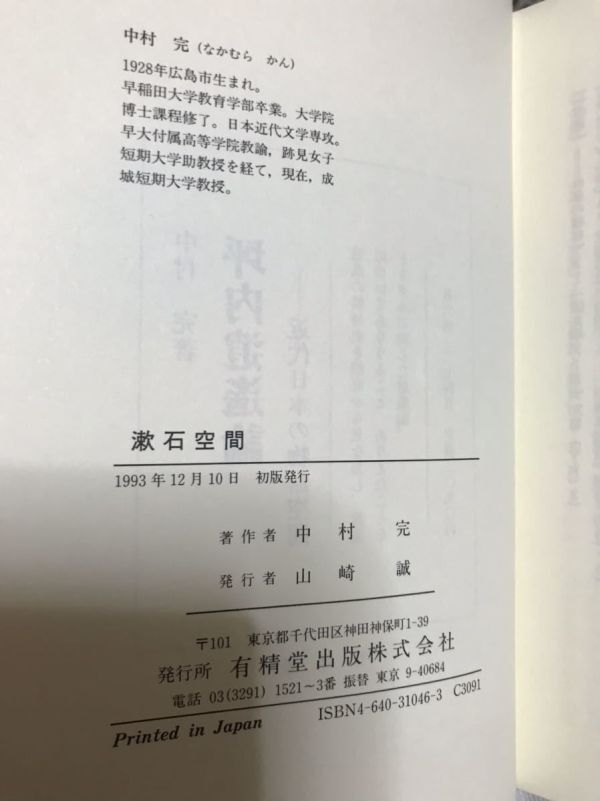 中村 完（なかむら かん）
1928年広島市生まれ。
早稲田大学教育学部卒業。大学院
博士課程修了。日本近代文学専攻。
早大付属高等学院教諭，跡見女子
短期大学助教授を経て，現在，成
城短期大学教授。
漱石空間
1993年12月10日 初版発行
著作者 中村 完
発行者 山崎 誠
〒101 東京都千代田区神田神保町1-39
発行所 有精堂出版株式会社
電話 03(3291) 1521～3番 振替 東京 9-40684
ISBN4-640-31046-3 C3091
Printed in Japan